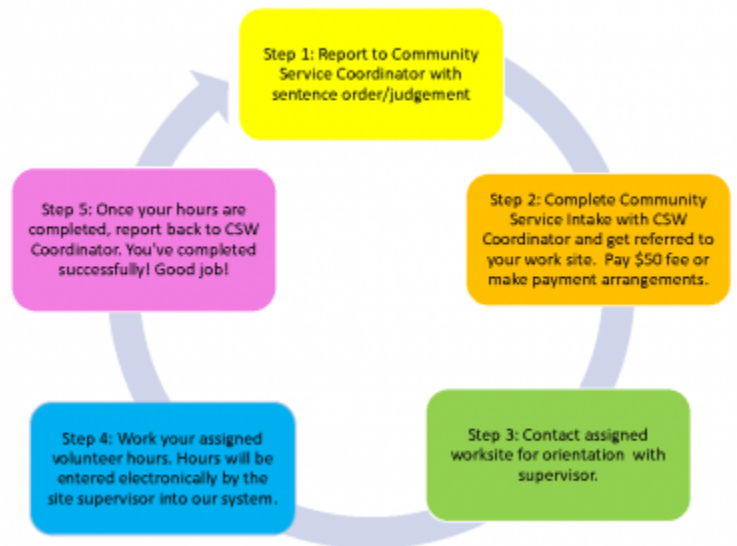 Step 1: Report to Community
Service Coordinator with
sentence order/judgement
Step 2: Complete Community
Service Intake with CSW
Coordinator and get referred to
your work site. Pay $50 fee or
make payment arrangements.
Step 3: Contact assigned
worksite for orientation with
supervisor.
Step 4: Work your assigned
volunteer hours. Hours will be
entered electronically by the
site supervisor into our system.
Step 5: Once your hours are
completed, report back to CSW
Coordinator. You've completed
successfully! Good job!